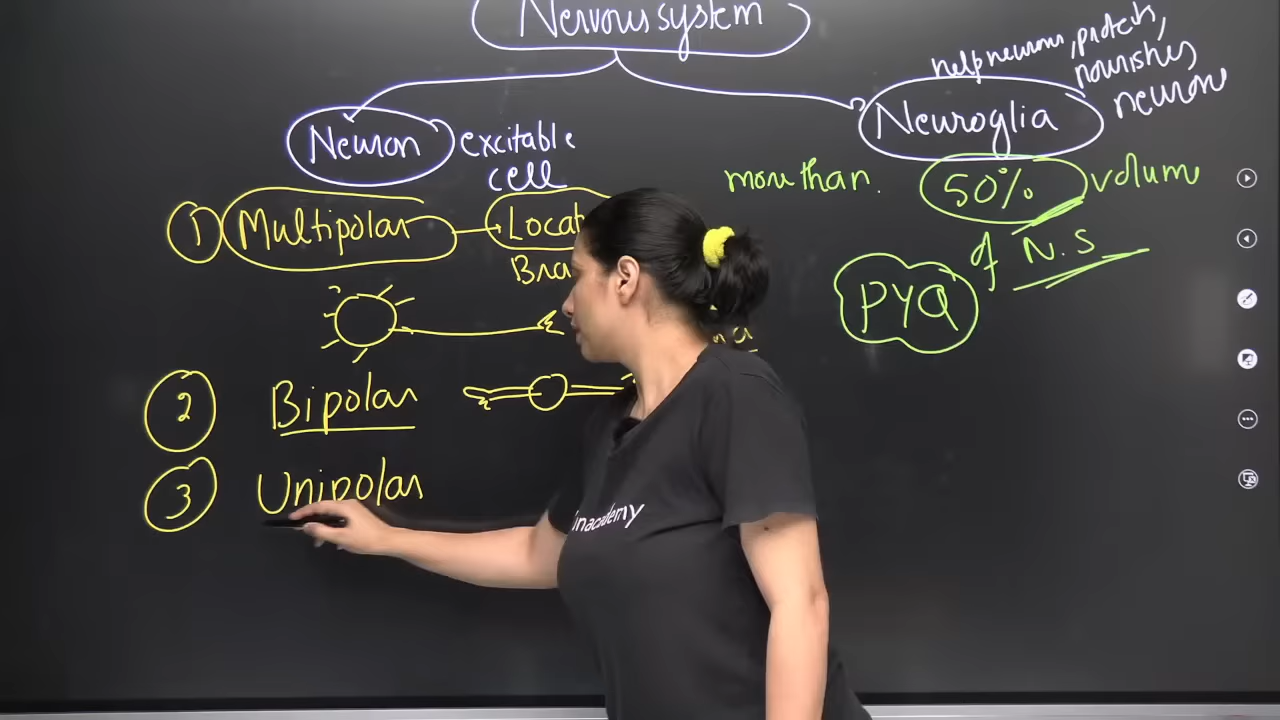 Nervous system
help neuron, protects,
nourishes
neurons
Neuron
excitable
cell
Neuroglia
more than
50%
volume
of N.S
PYQ
1
Multipolar
2
Bipolar
3
Unipolar
unacademy